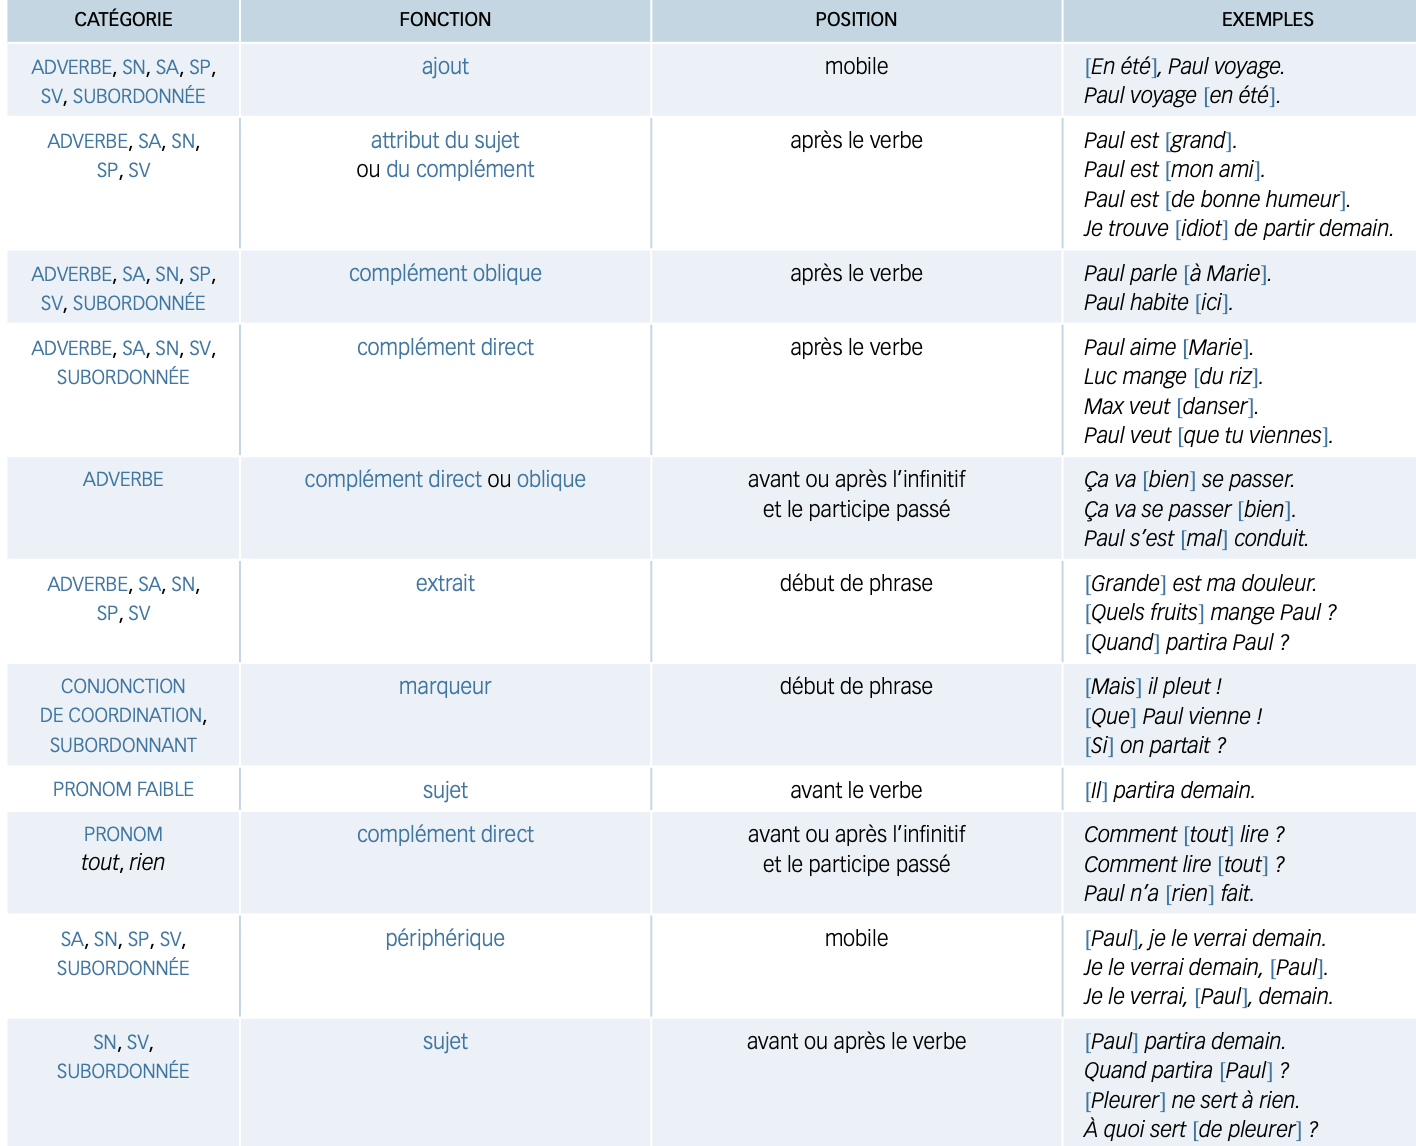 CATÉGORIE FONCTION POSITION EXEMPLES
ADVERBE, SN, SA, SP, ajout mobile [En été], Paul voyage.
SV, SUBORDONNÉE Paul voyage [en été].
ADVERBE, SA, SN, attribut du sujet après le verbe Paul est [grand].
SP, SV ou du complément Paul est [mon ami].
Paul est [de bonne humeur].
Je trouve [idiot] de partir demain.
ADVERBE, SA, SN, SP, complément oblique après le verbe Paul parle [à Marie].
SV, SUBORDONNÉE Paul habite [ici].
ADVERBE, SA, SN, SV, complément direct après le verbe Paul aime [Marie].
SUBORDONNÉE Luc mange [du riz].
Max veut [danser].
Paul veut [que tu viennes].
ADVERBE complément direct ou oblique avant ou après l’infinitif Ça va [bien] se passer.
et le participe passé Ça va se passer [bien].
Paul s’est [mal] conduit.
ADVERBE, SA, SN, extrait début de phrase [Grande] est ma douleur.
SP, SV [Quels fruits] mange Paul ?
[Quand] partira Paul ?
CONJONCTION marqueur début de phrase [Mais] il pleut !
DE COORDINATION, [Que] Paul vienne !
SUBORDONNANT [Si] on partait ?
PRONOM FAIBLE sujet avant le verbe [Il] partira demain.
PRONOM complément direct avant ou après l’infinitif Comment [tout] lire ?
tout, rien et le participe passé Comment lire [tout] ?
Paul n’a [rien] fait.
SA, SN, SP, SV, périphérique mobile [Paul], je le verrai demain.
SUBORDONNÉE Je le verrai demain, [Paul].
Je le verrai, [Paul], demain.
SN, SV, sujet avant ou après le verbe [Paul] partira demain.
SUBORDONNÉE Quand partira [Paul] ?
[Pleurer] ne sert à rien.
À quoi sert [de pleurer] ?